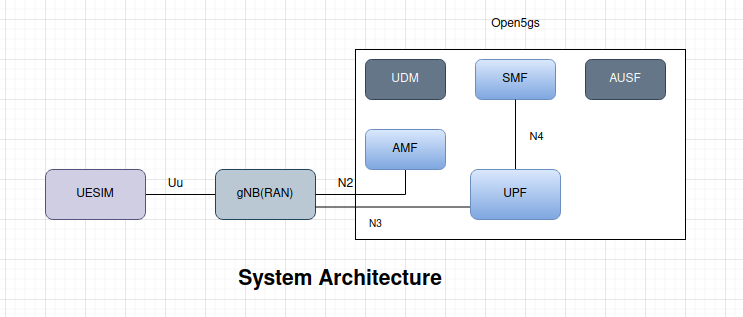 Open5gs
UDM
SMF
AUSF
AMF
N4
UESIM
Uu
gNB(RAN)
N2
UPF
N3
System Architecture